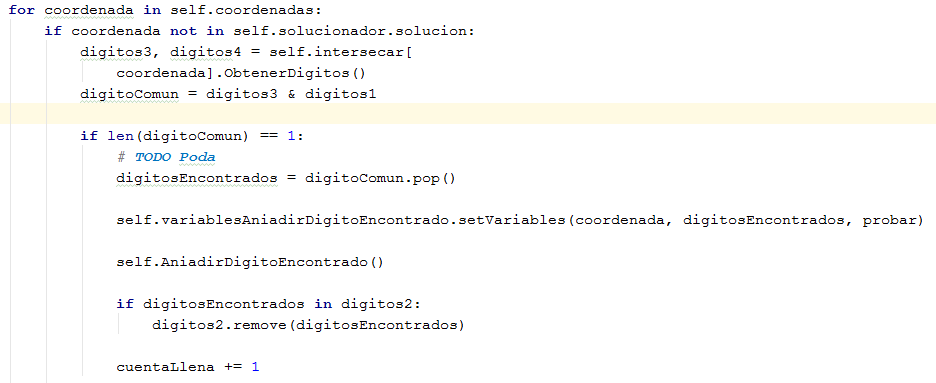 for coordenada in self.coordenadas:
    if coordenada not in self.solucionador.solucion:
        digitos3, digitos4 = self.intersecar[
            coordenada].ObtenerDigitos()
        digitoComun = digitos3 & digitos1

        if len(digitoComun) == 1:
            # TODO Poda
            digitosEncontrados = digitoComun.pop()

            self.variablesAniadirDigitoEncontrado.setVariables(coordenada, digitosEncontrados, probar)

            self.AniadirDigitoEncontrado()

            if digitosEncontrados in digitos2:
                digitos2.remove(digitosEncontrados)

            cuentaLlena += 1